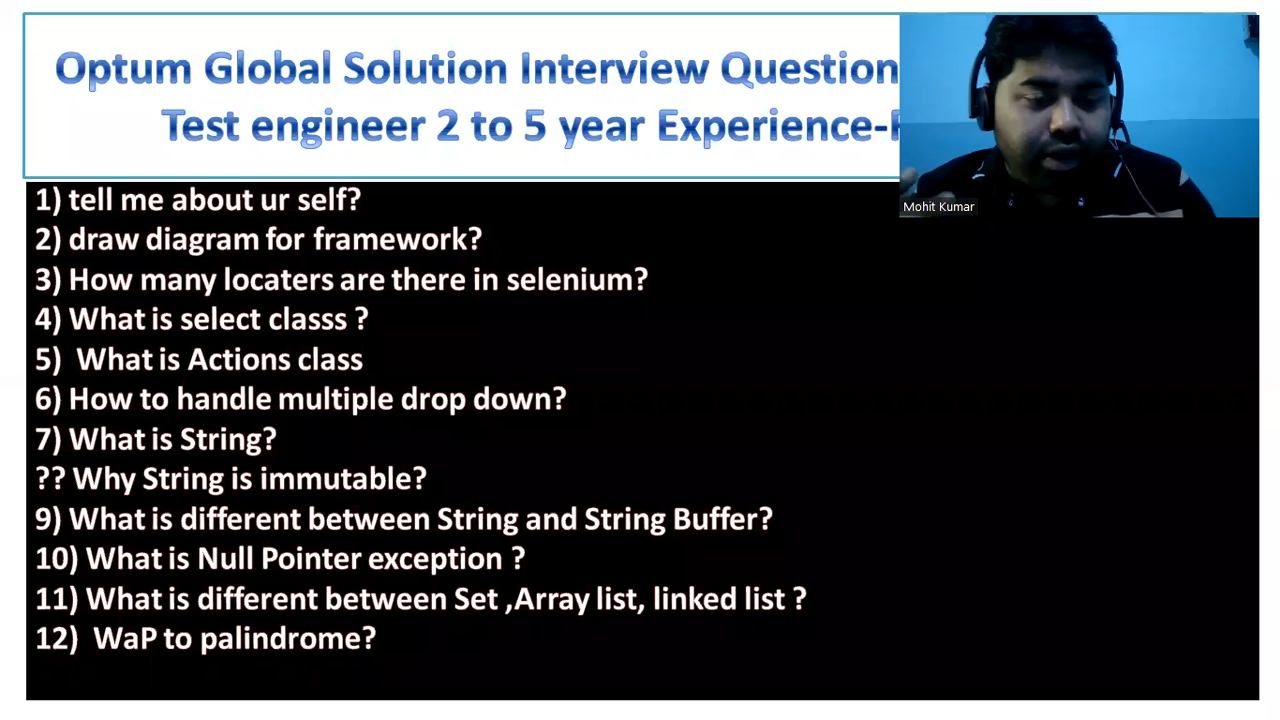 Optum Global Solution Interview Question
Test engineer 2 to 5 year Experience-
Mohit Kumar
1) tell me about ur self?
2) draw diagram for framework?
3) How many locaters are there in selenium?
4) What is select classs ?
5) What is Actions class
6) How to handle multiple drop down?
7) What is String?
?? Why String is immutable?
9) What is different between String and String Buffer?
10) What is Null Pointer exception ?
11) What is different between Set ,Array list, linked list ?
12) WaP to palindrome?